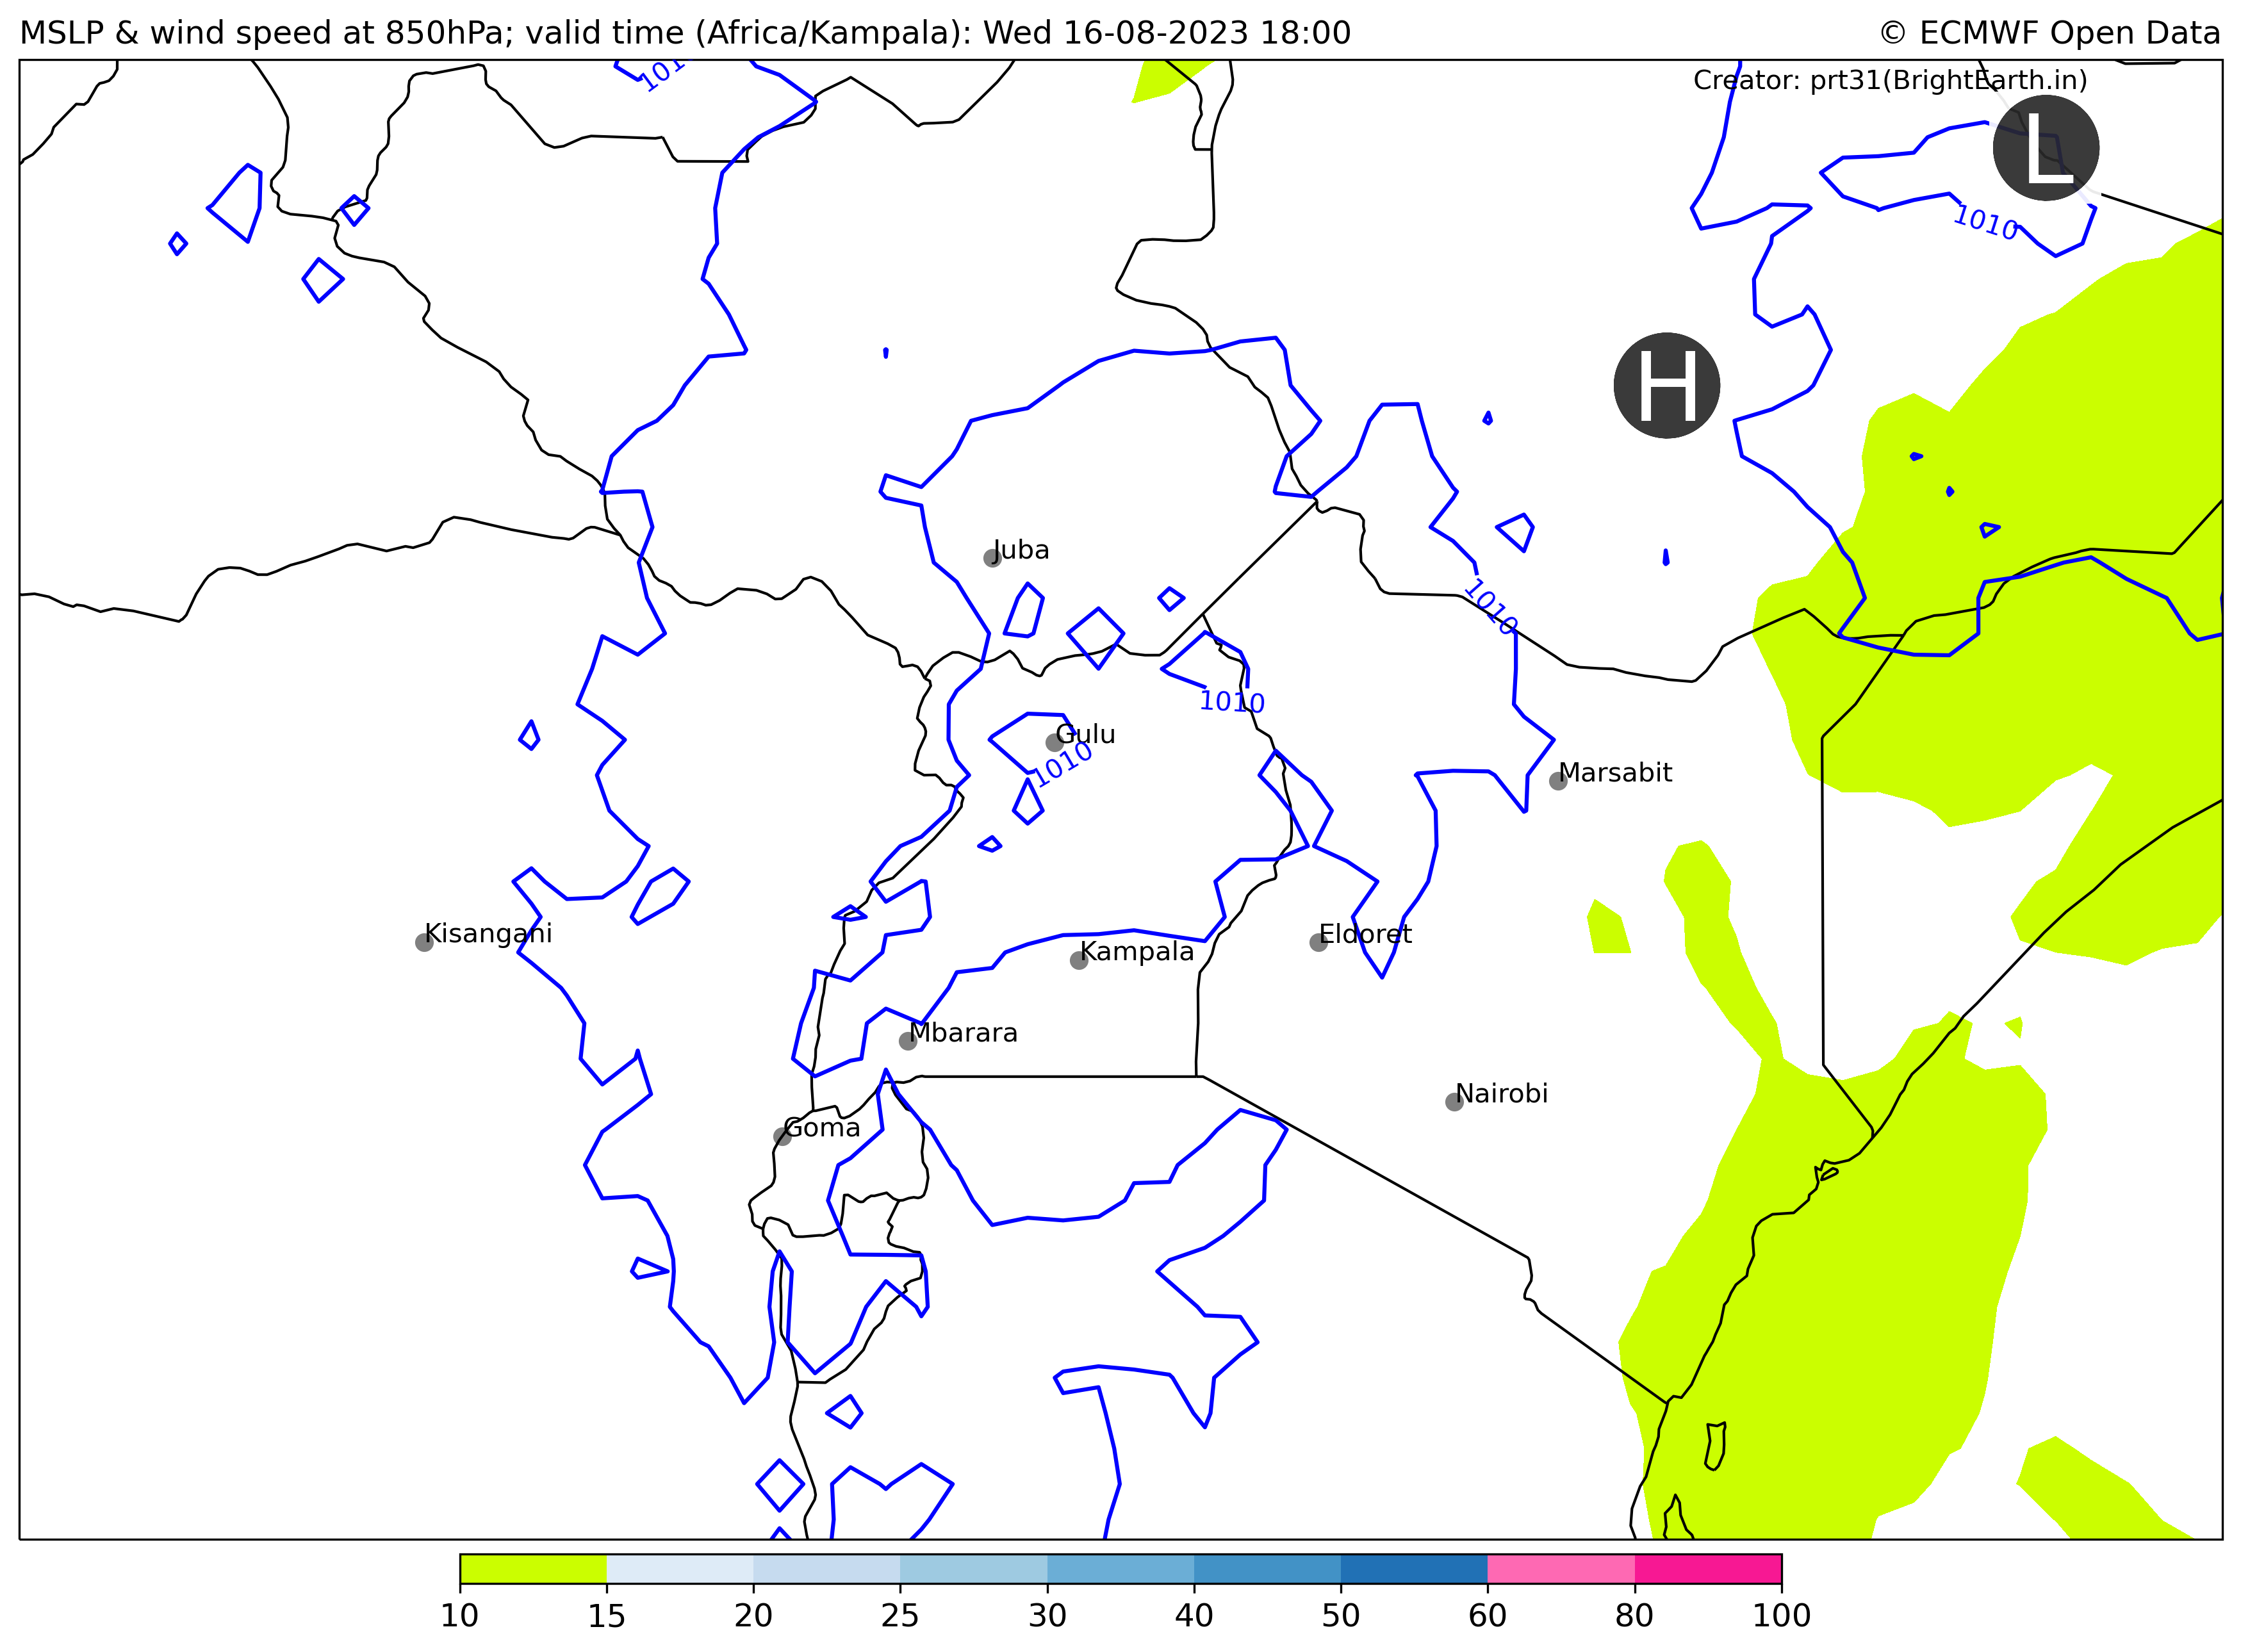 MSLP & wind speed at 850hPa; valid time (Africa/Kampala): Wed 16-08-2023 18:00
© ECMWF Open Data
Creator: prt31(BrightEarth.in)
L
1010
H
Juba
1010
1010
Gulu
1010
Marsabit
Kisangani
Eldoret
Kampala
Mbarara
Nairobi
Goma
10 15 20 25 30 40 50 60 80 100